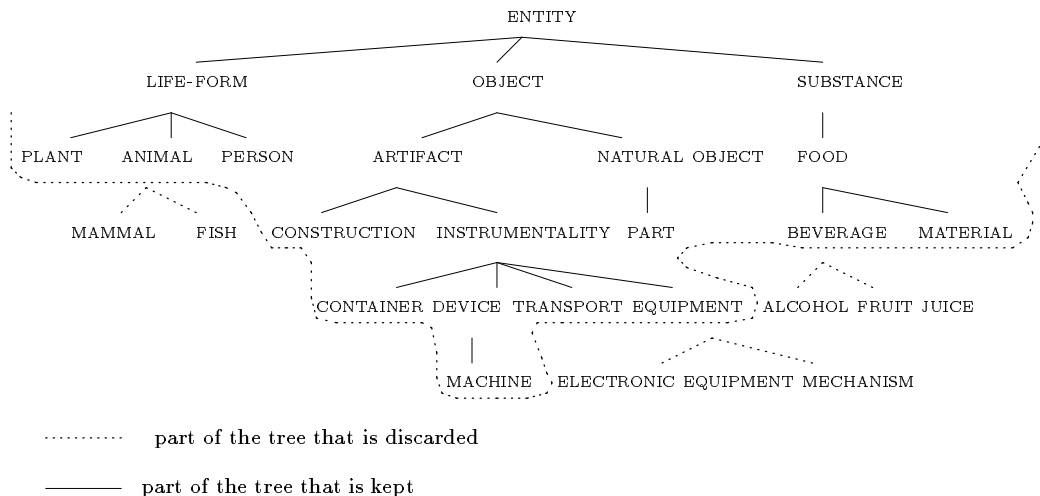 ENTITY
LIFE-FORM OBJECT SUBSTANCE
PLANT ANIMAL PERSON ARTIFACT NATURAL OBJECT FOOD
MAMMAL FISH CONSTRUCTION INSTRUMENTALITY PART BEVERAGE MATERIAL
CONTAINER DEVICE TRANSPORT EQUIPMENT ALCOHOL FRUIT JUICE
MACHINE ELECTRONIC EQUIPMENT MECHANISM
part of the tree that is discarded
part of the tree that is kept